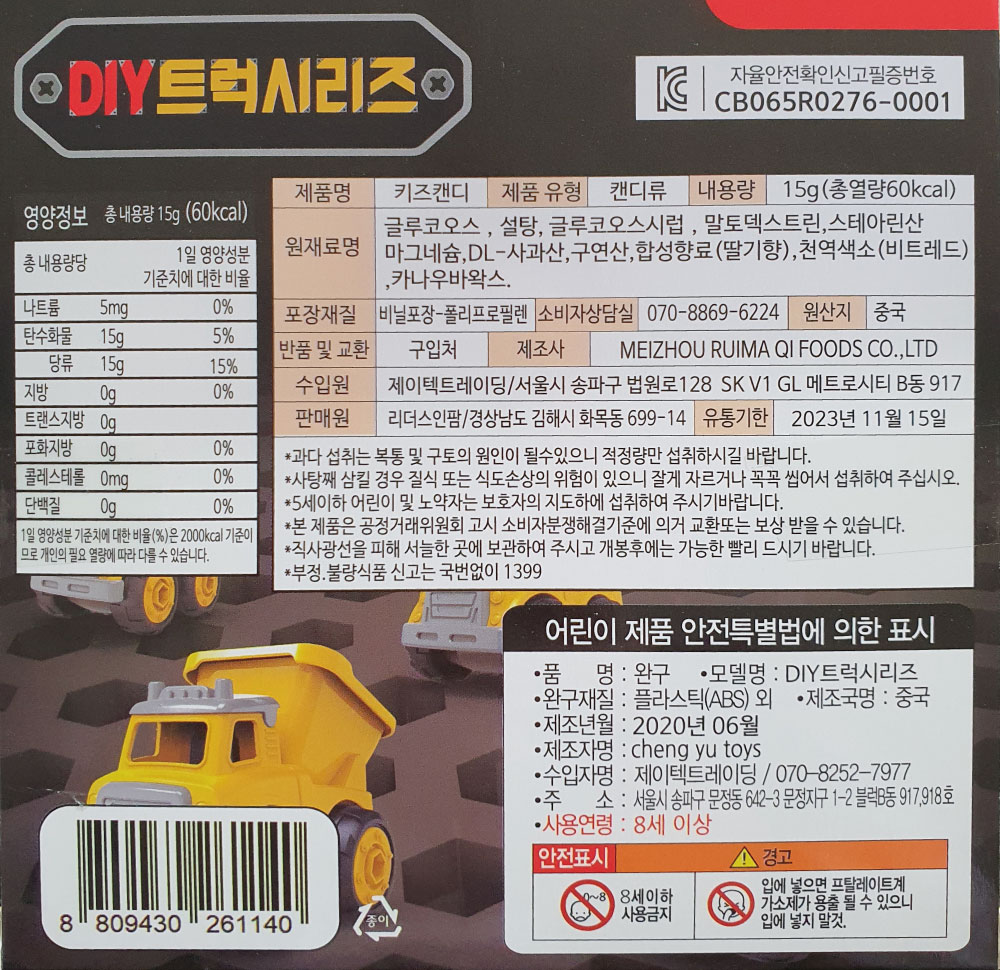 DIY트럭시리즈
자율안전확인신고필증번호
CB065R0276-0001
영양정보 총 내용량 15g (60kcal)
총 내용량당 1일 영양성분
기준치에 대한 비율
나트륨 5mg 0%
탄수화물 15g 5%
당류 15g 15%
지방 0g 0%
트랜스지방 0g
포화지방 0g 0%
콜레스테롤 0mg 0%
단백질 0g 0%
1일 영양성분 기준치에 대한 비율(%)은 2000kcal 기준이
므로 개인의 필요 열량에 따라 다를 수 있습니다.
제품명 키즈캔디 제품 유형 캔디류 내용량 15g(총열량60kcal)
원재료명 글루코오스 , 설탕, 글루코오스시럽 , 말토덱스트린,스테아린산
마그네슘,DL-사과산,구연산,합성향료(딸기향),천역색소(비트레드)
,카나우바왁스.
포장재질 비닐포장-폴리프로필렌 소비자상담실 070-8869-6224 원산지 중국
반품 및 교환 구입처 제조사 MEIZHOU RUIMA QI FOODS CO.,LTD
수입원 제이텍트레이딩/서울시 송파구 법원로128 SK V1 GL 메트로시티 B동 917
판매원 리더스인팜/경상남도 김해시 화목동 699-14 유통기한 2023년 11월 15일
*과다 섭취는 복통 및 구토의 원인이 될수있으니 적정량만 섭취하시길 바랍니다.
*사탕째 삼킬 경우 질식 또는 식도손상의 위험이 있으니 잘게 자르거나 꼭꼭 씹어서 섭취하여 주십시오.
*5세이하 어린이 및 노약자는 보호자의 지도하에 섭취하여 주시기바랍니다.
*본 제품은 공정거래위원회 고시 소비자분쟁해결기준에 의거 교환또는 보상 받을 수 있습니다.
*직사광선을 피해 서늘한 곳에 보관하여 주시고 개봉후에는 가능한 빨리 드시기 바랍니다.
*부정.불량식품 신고는 국번없이 1399
어린이 제품 안전특별법에 의한 표시
•품 명 : 완구 •모델명 : DIY트럭시리즈
•완구재질 : 플라스틱(ABS) 외 •제조국명 : 중국
•제조년월 : 2020년 06월
•제조자명 : cheng yu toys
•수입자명 : 제이텍트레이딩 / 070-8252-7977
•주 소 : 서울시 송파구 문정동 642-3 문정지구 1-2 블럭B동 917,918호
•사용연령 : 8세 이상
안전표시 경고
0~8 8세이하
사용금지
입에 넣으면 프탈레이트계
가소제가 용출 될 수 있으니
입에 넣지 말것.
8 809430 261140
종이